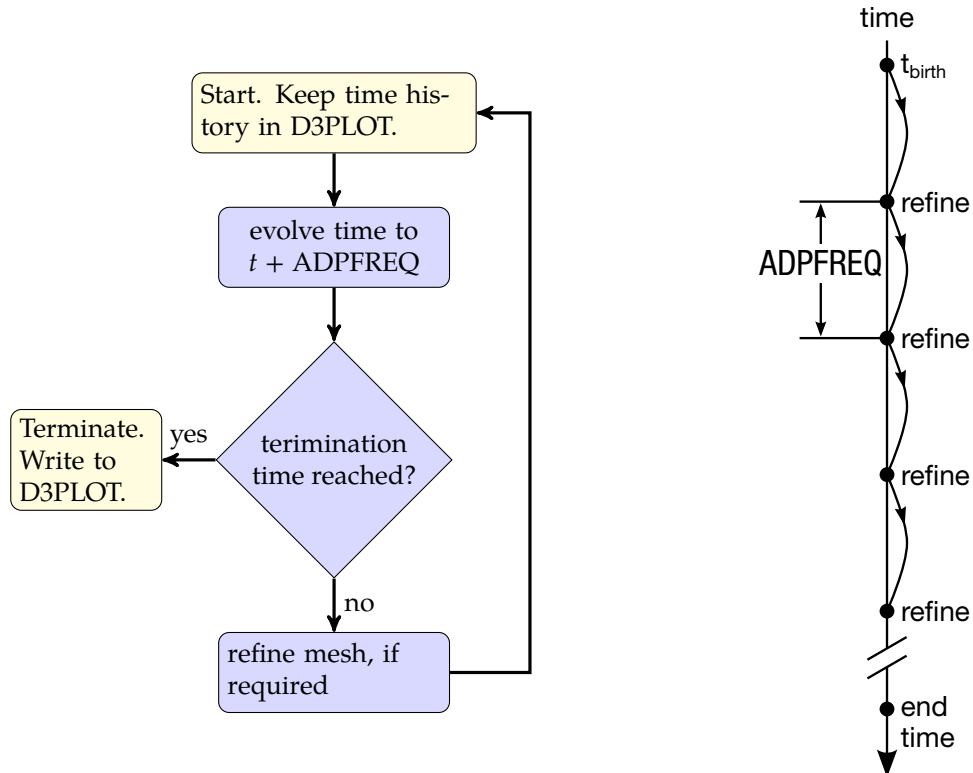 Start. Keep time his-
tory in D3PLOT.
evolve time to
t + ADPFREQ
terimination
time reached?
yes
Terminate.
Write to
D3PLOT.
no
refine mesh, if
required
time
t_birth
refine
ADPFREQ
refine
refine
refine
end
time